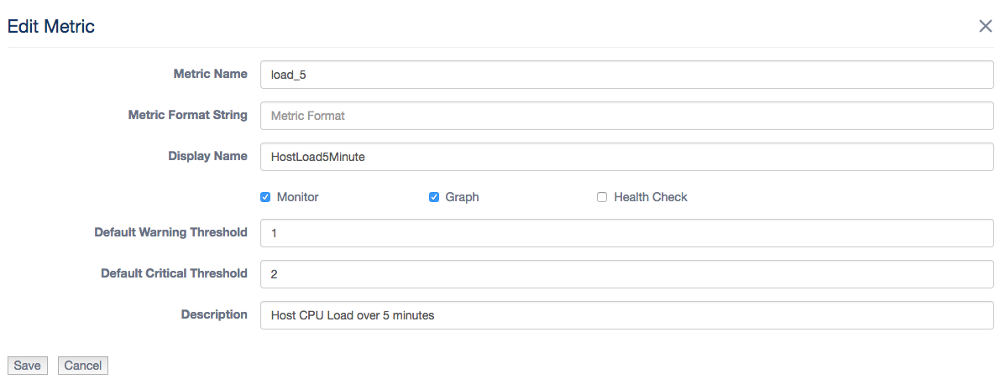 Edit Metric
Metric Name load_5
Metric Format String Metric Format
Display Name HostLoad5Minute
Monitor Graph Health Check
Default Warning Threshold 1
Default Critical Threshold 2
Description Host CPU Load over 5 minutes
Save Cancel